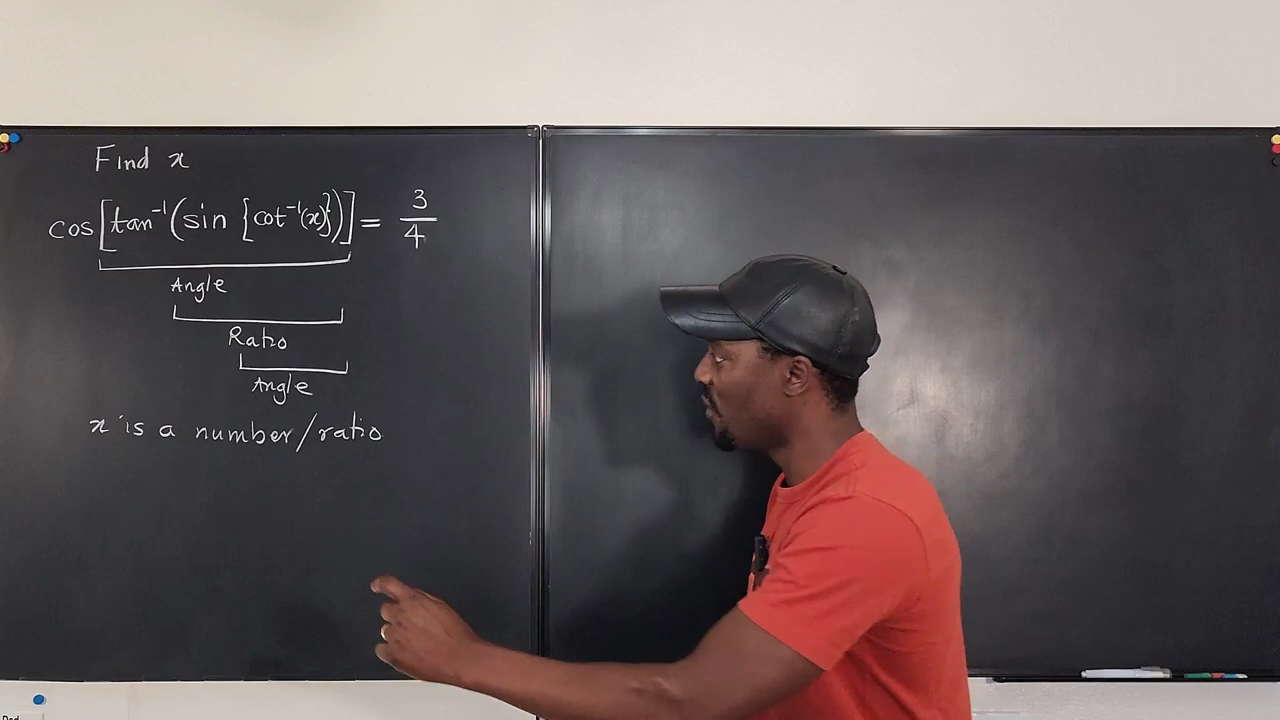 Find x
cos[tan⁻¹(sin{cot⁻¹(x)})] = 3/4
Angle
Ratio
Angle
x is a number/ratio